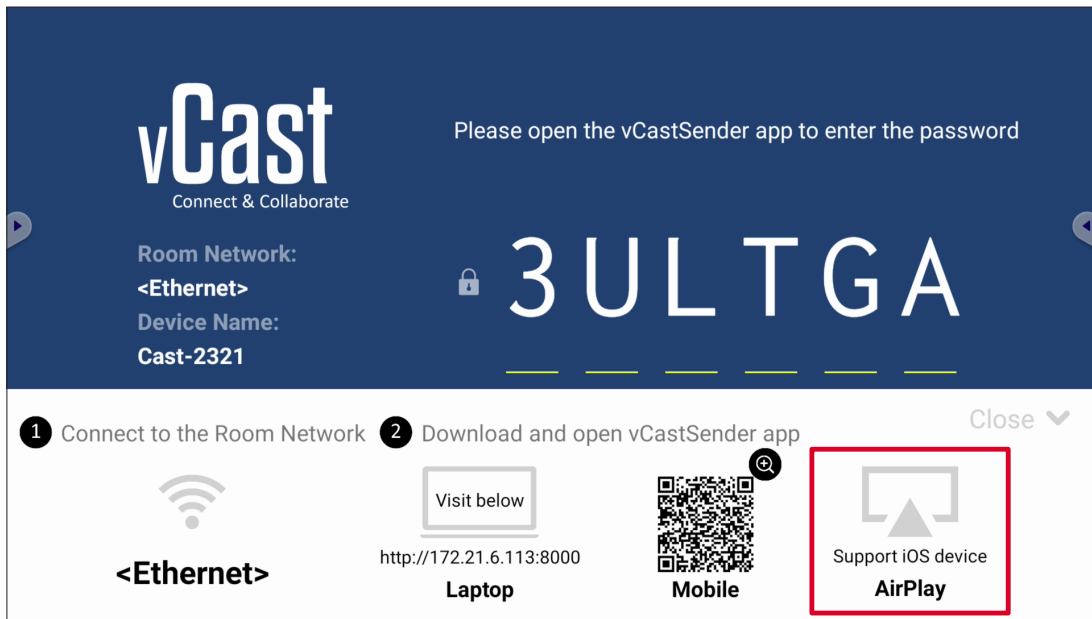 vCast
Connect & Collaborate
Please open the vCastSender app to enter the password
Room Network:
<Ethernet>
Device Name:
Cast-2321
3ULTGA
Close
1 Connect to the Room Network
2 Download and open vCastSender app
<Ethernet>
Visit below
http://172.21.6.113:8000
Laptop
Mobile
Support iOS device
AirPlay